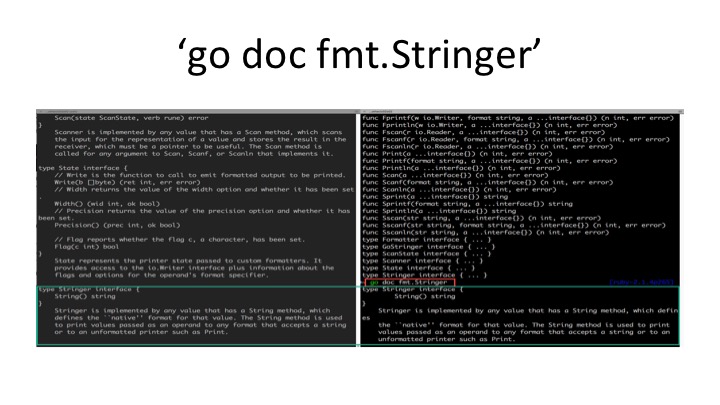 ‘go doc fmt.Stringer’
Scan(state ScanState, verb rune) error
}
Scanner is implemented by any value that has a Scan method, which scans
the input for the representation of a value and stores the result in the
receiver, which must be a pointer to be useful. The Scan method is
called for any argument to Scan, Scanf, or Scanln that implements it.
type State interface {
// Write is the function to call to emit formatted output to be printed.
Write(b []byte) (ret int, err error)
// Width returns the value of the width option and whether it has been set
Width() (wid int, ok bool)
// Precision returns the value of the precision option and whether it has
been set.
Precision() (prec int, ok bool)
// Flag reports whether the flag c, a character, has been set.
Flag(c int) bool
}
State represents the printer state passed to custom formatters. It
provides access to the io.Writer interface plus information about the
flags and options for the operand's format specifier.
type Stringer interface {
String() string
}
Stringer is implemented by any value that has a String method, which
defines the ``native'' format for that value. The String method is used
to print values passed as an operand to any format that accepts a string
or to an unformatted printer such as Print.
func Fprintf(w io.Writer, format string, a ...interface{}) (n int, err error)
func Fprintln(w io.Writer, a ...interface{}) (n int, err error)
func Fscan(r io.Reader, a ...interface{}) (n int, err error)
func Fscanf(r io.Reader, format string, a ...interface{}) (n int, err error)
func Fscanln(r io.Reader, a ...interface{}) (n int, err error)
func Print(a ...interface{}) (n int, err error)
func Printf(format string, a ...interface{}) (n int, err error)
func Println(a ...interface{}) (n int, err error)
func Scan(a ...interface{}) (n int, err error)
func Scanf(format string, a ...interface{}) (n int, err error)
func Scanln(a ...interface{}) (n int, err error)
func Sprint(a ...interface{}) string
func Sprintf(format string, a ...interface{}) string
func Sprintln(a ...interface{}) string
func Sscan(str string, a ...interface{}) (n int, err error)
func Sscanf(str string, format string, a ...interface{}) (n int, err error)
func Sscanln(str string, a ...interface{}) (n int, err error)
type Formatter interface { ... }
type GoStringer interface { ... }
type ScanState interface { ... }
type Scanner interface { ... }
type State interface { ... }
type Stringer interface { ... }
go doc fmt.Stringer
type Stringer interface {
String() string
}
Stringer is implemented by any value that has a String method, which defin
es
the ``native'' format for that value. The String method is used to print
values passed as an operand to any format that accepts a string or to an
unformatted printer such as Print.